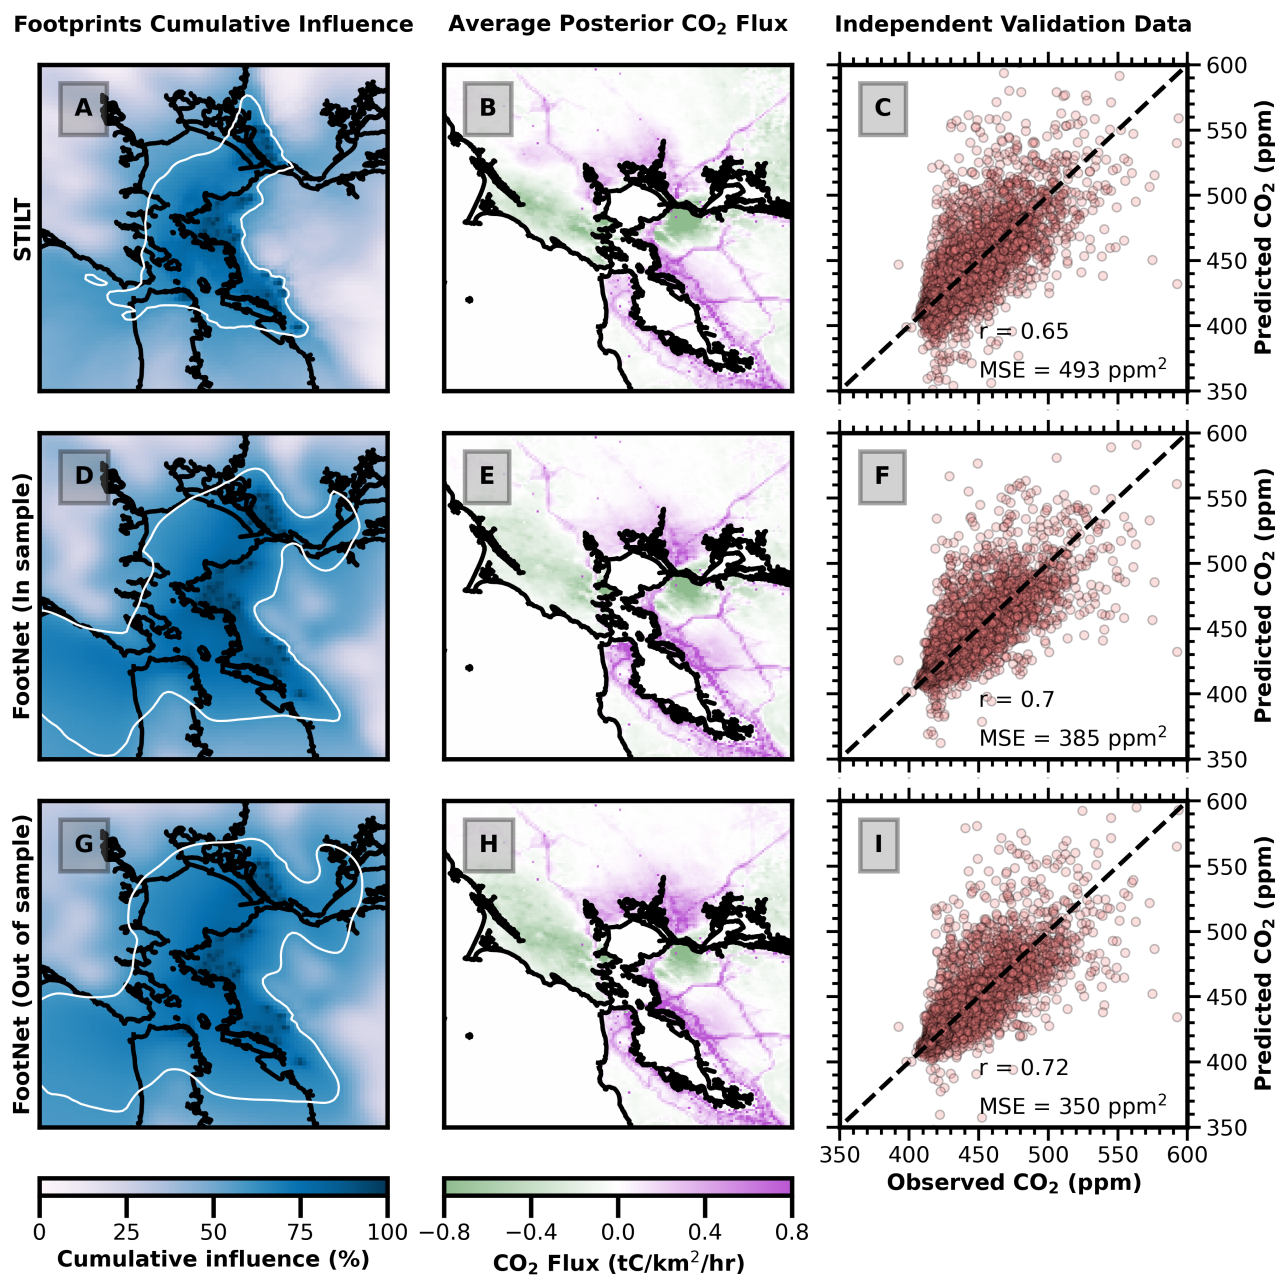 Footprints Cumulative Influence
Average Posterior CO₂ Flux
Independent Validation Data
STILT
A
B
C
600
550
500
450
400
350
Predicted CO₂ (ppm)
r = 0.65
MSE = 493 ppm²
FootNet (In sample)
D
E
F
600
550
500
450
400
350
Predicted CO₂ (ppm)
r = 0.7
MSE = 385 ppm²
FootNet (Out of sample)
G
H
I
600
550
500
450
400
350
Predicted CO₂ (ppm)
r = 0.72
MSE = 350 ppm²
350 400 450 500 550 600
Observed CO₂ (ppm)
0 25 50 75 100
Cumulative influence (%)
−0.8 −0.4 0.0 0.4 0.8
CO₂ Flux (tC/km²/hr)